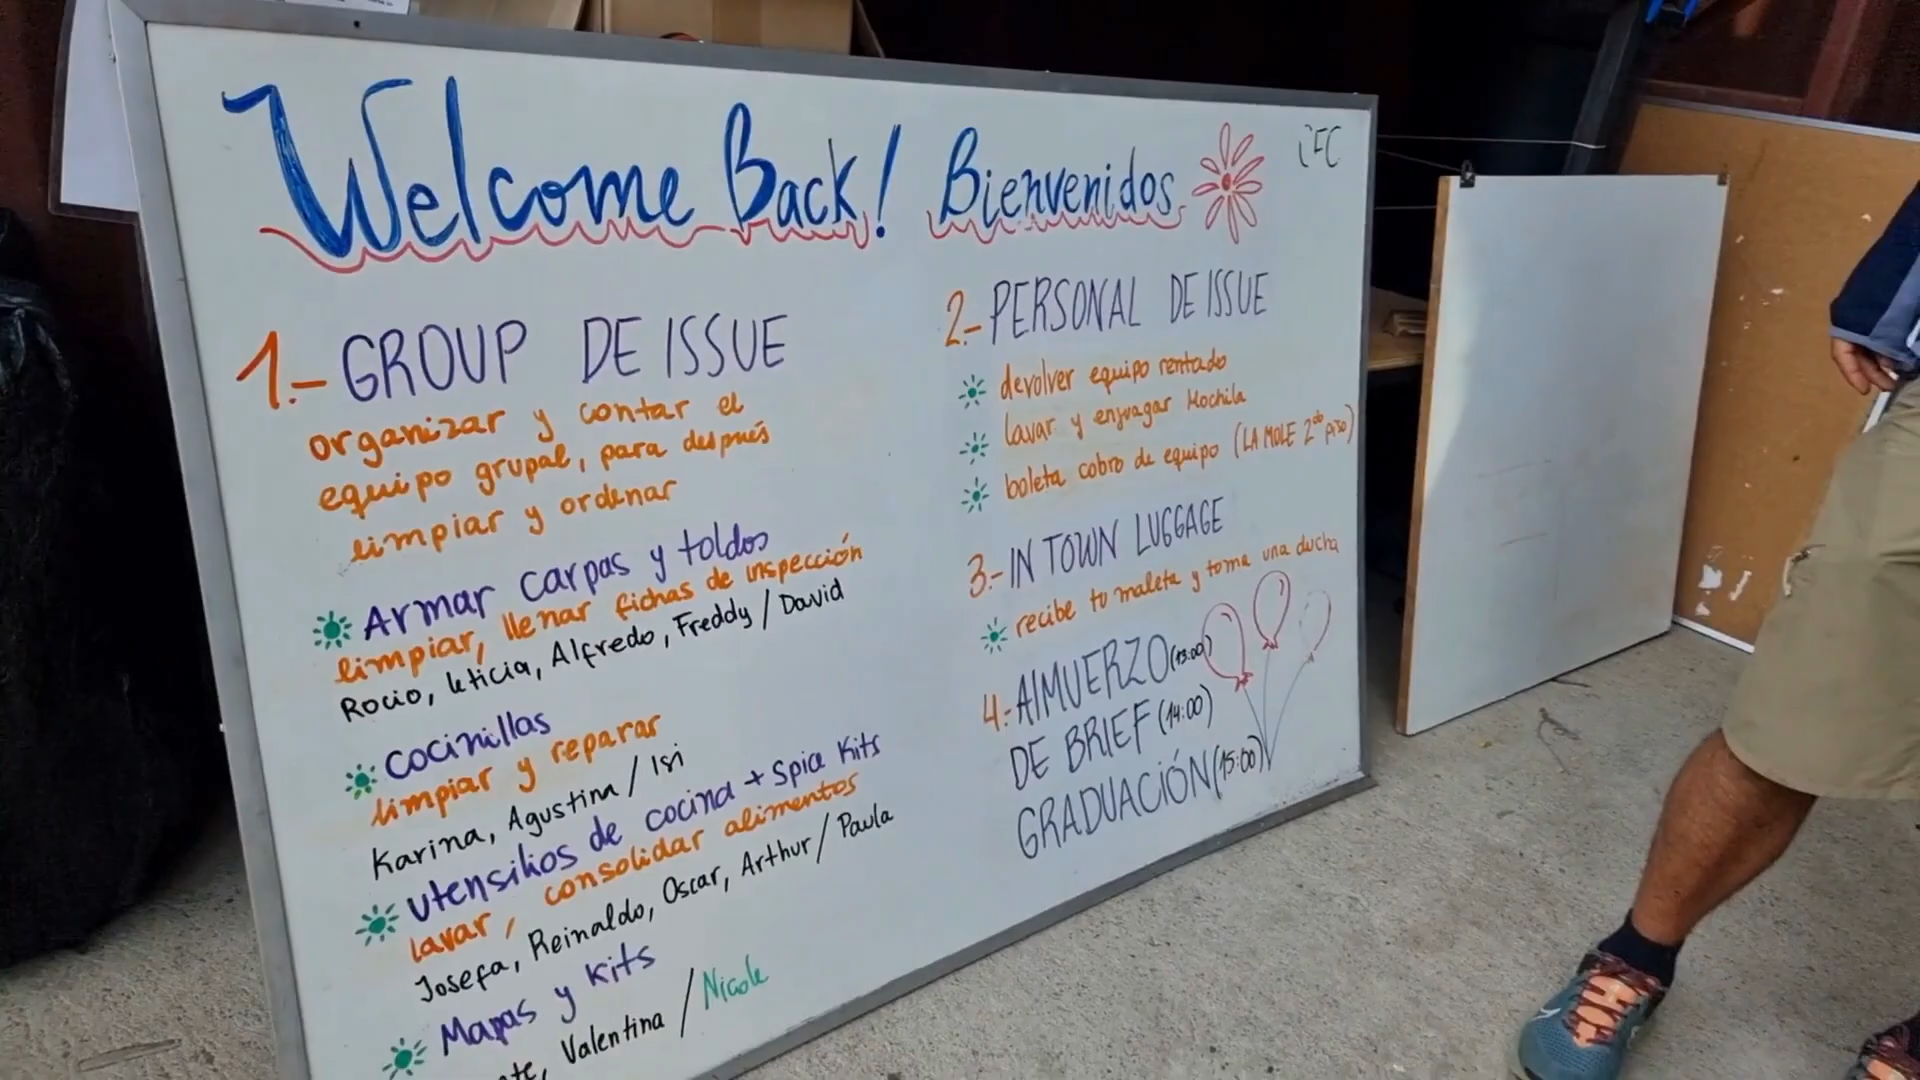 Welcome Back! Bienvenidos
1.- GROUP DE ISSUE
organizar y contar el
equipo grupal, para después
limpiar y ordenar
Armar carpas y toldos
limpiar, llenar fichas de inspección
Rocio, Leticia, Alfredo, Freddy / David
Cocinillas
limpiar y reparar
Karina, Agustina / Isi
utensilios de cocina + Spice Kits
lavar, consolidar alimentos
Josefa, Reinaldo, Oscar, Arthur / Paula
Mapas y Kits
Valentina / Nicole
2.- PERSONAL DE ISSUE
devolver equipo rentado
lavar y enjuagar Mochila
boleta cobro de equipo (LA MOLE 2do piso)
3.- IN TOWN LUGGAGE
recibe tu maleta y toma una ducha
4.- AlMUERZO (13:00)
DE BRIEF (14:00)
GRADUACIÓN (15:00)